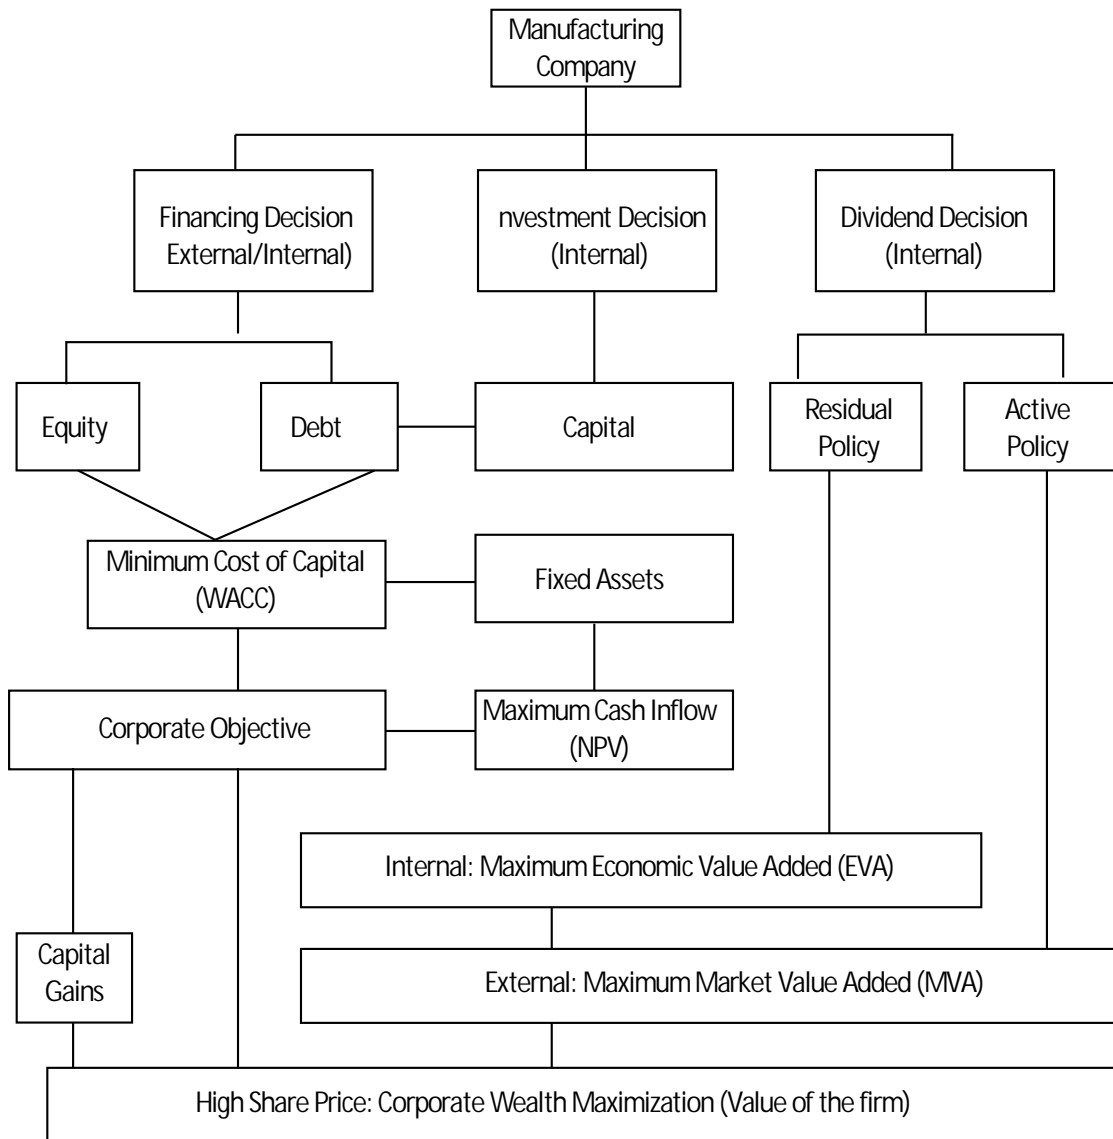 Manufacturing
Company
Financing Decision
External/Internal)
nvestment Decision
(Internal)
Dividend Decision
(Internal)
Equity
Debt
Capital
Residual
Policy
Active
Policy
Minimum Cost of Capital
(WACC)
Fixed Assets
Corporate Objective
Maximum Cash Inflow
(NPV)
Internal: Maximum Economic Value Added (EVA)
Capital
Gains
External: Maximum Market Value Added (MVA)
High Share Price: Corporate Wealth Maximization (Value of the firm)